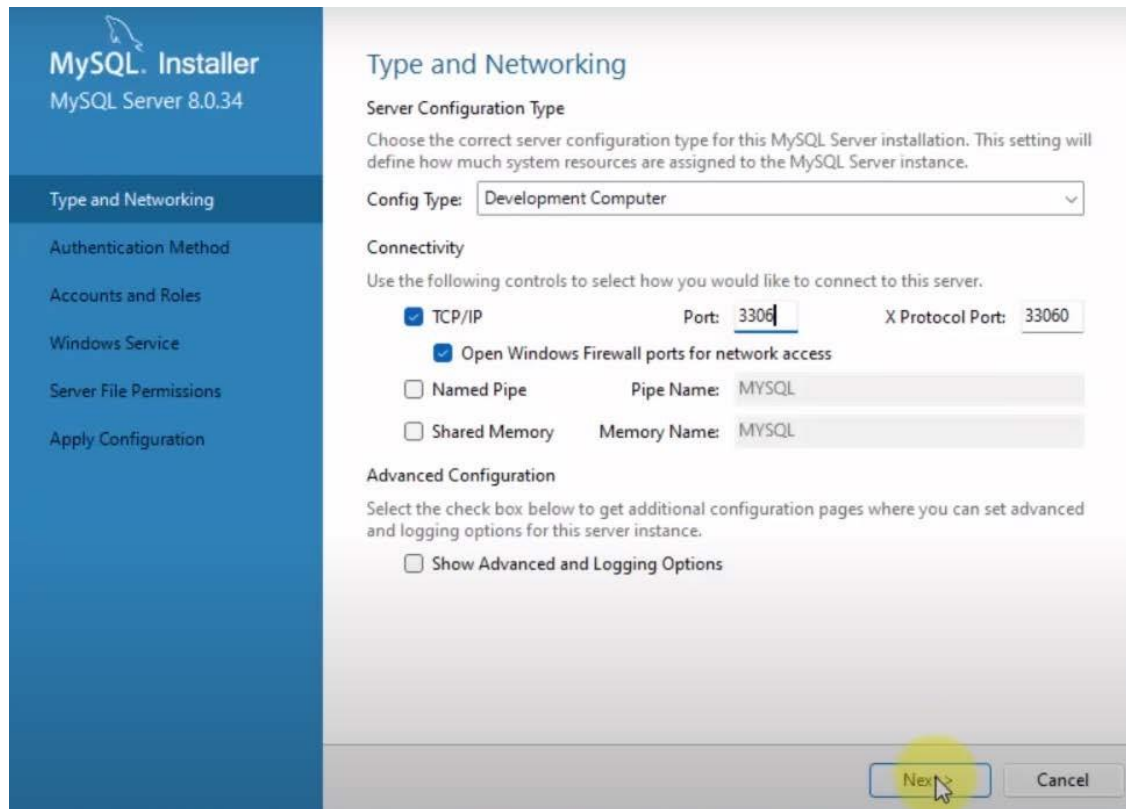 MySQL. Installer
MySQL Server 8.0.34
Type and Networking
Authentication Method
Accounts and Roles
Windows Service
Server File Permissions
Apply Configuration
Type and Networking
Server Configuration Type
Choose the correct server configuration type for this MySQL Server installation. This setting will
define how much system resources are assigned to the MySQL Server instance.
Config Type: Development Computer
Connectivity
Use the following controls to select how you would like to connect to this server.
TCP/IP Port: 3306 X Protocol Port: 33060
Open Windows Firewall ports for network access
Named Pipe Pipe Name: MYSQL
Shared Memory Memory Name: MYSQL
Advanced Configuration
Select the check box below to get additional configuration pages where you can set advanced
and logging options for this server instance.
Show Advanced and Logging Options
Next > Cancel